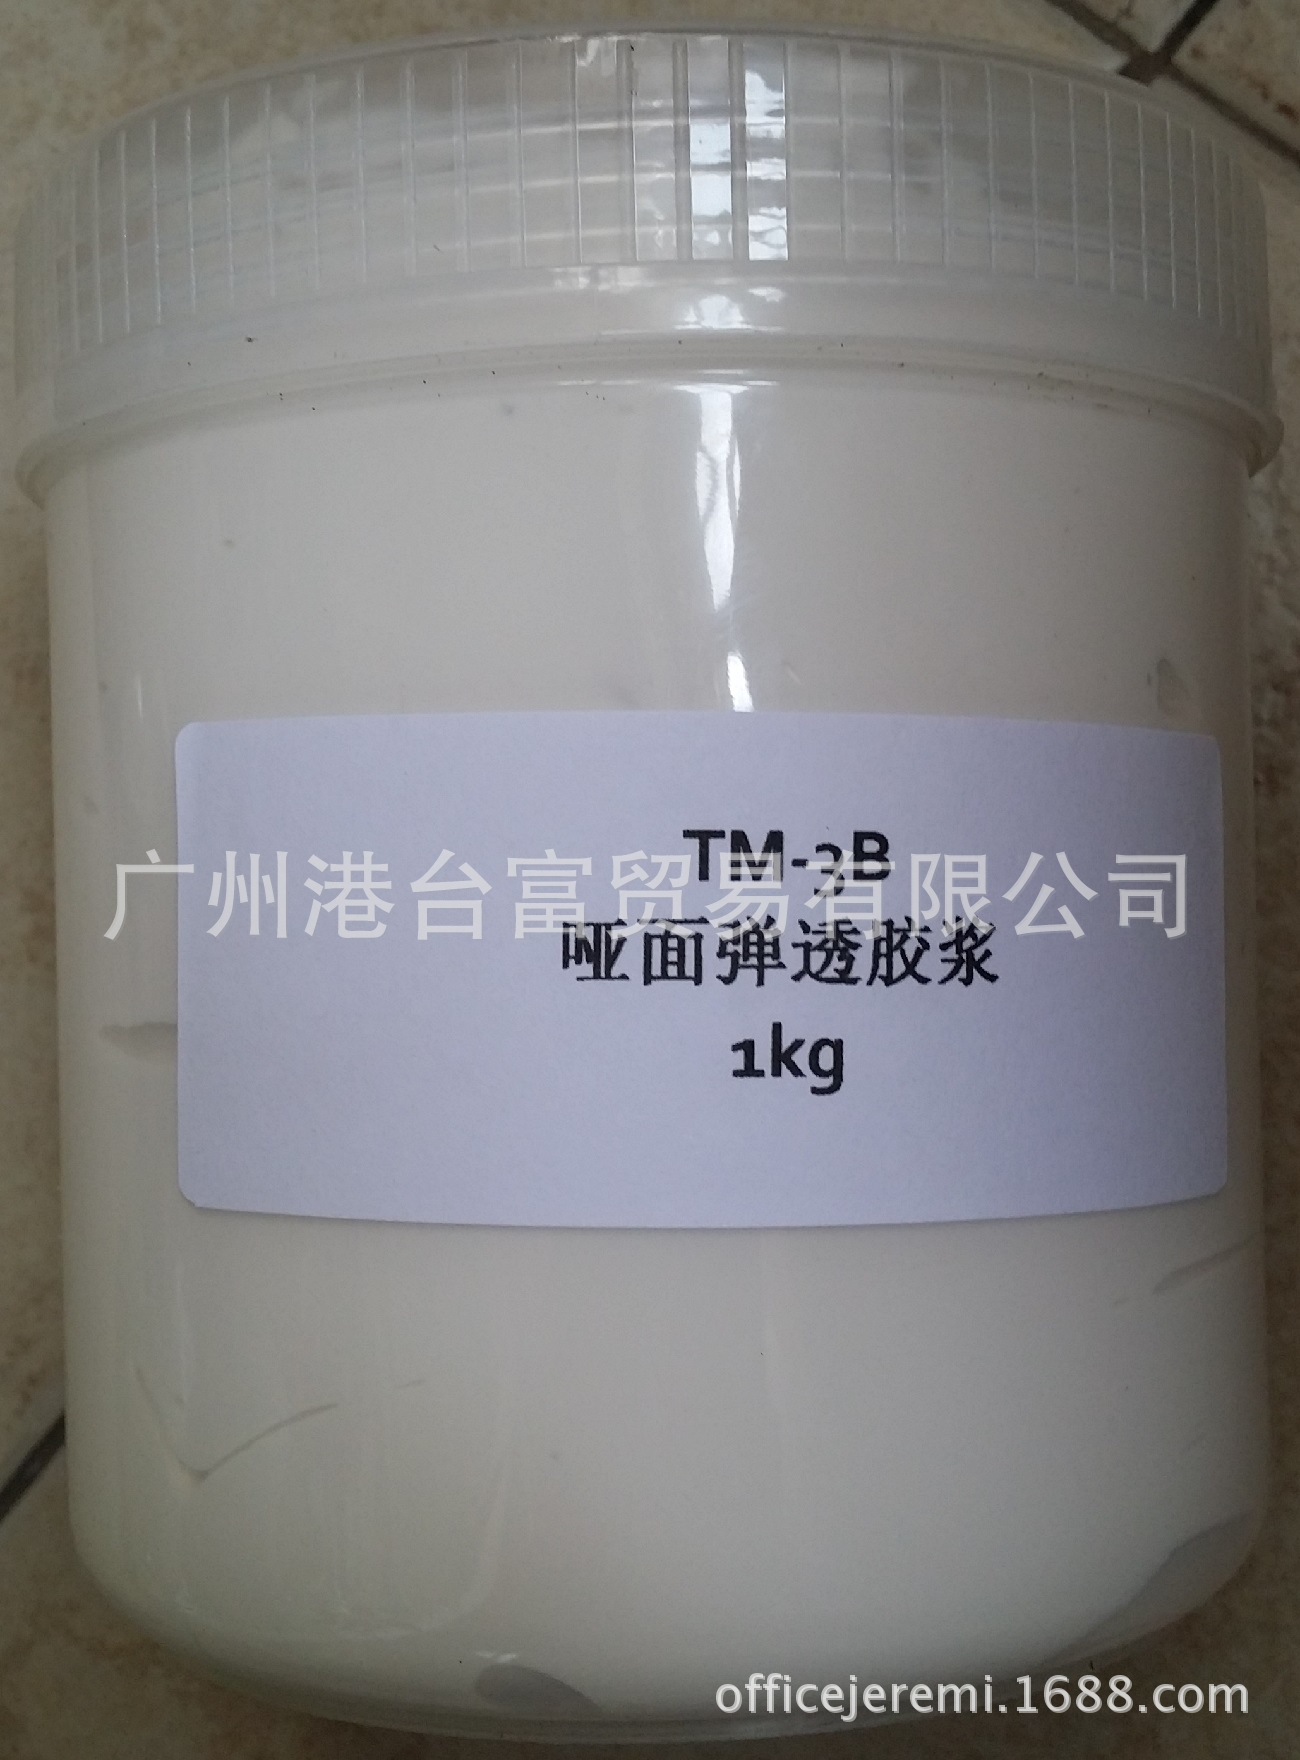 TM-3B
广州港台富贸易有限公司
哑面弹透胶浆
1kg
officejeremi.1688.com